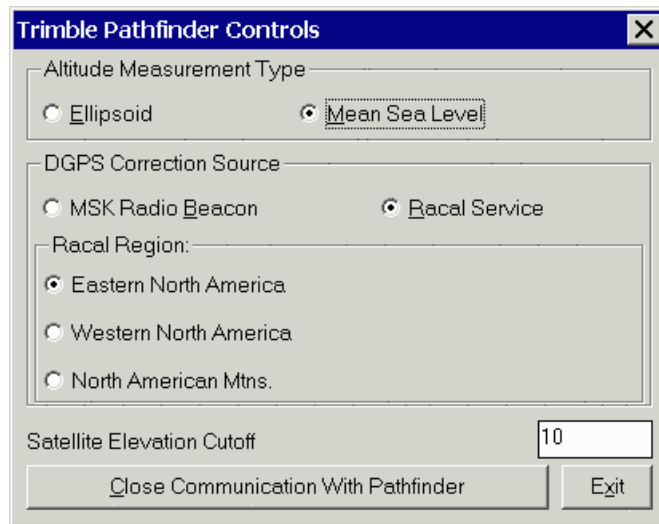 Trimble Pathfinder Controls
Altitude Measurement Type
Ellipsoid Mean Sea Level
DGPS Correction Source
MSK Radio Beacon Racal Service
Racal Region:
Eastern North America
Western North America
North American Mtns.
Satellite Elevation Cutoff 10
Close Communication With Pathfinder Exit